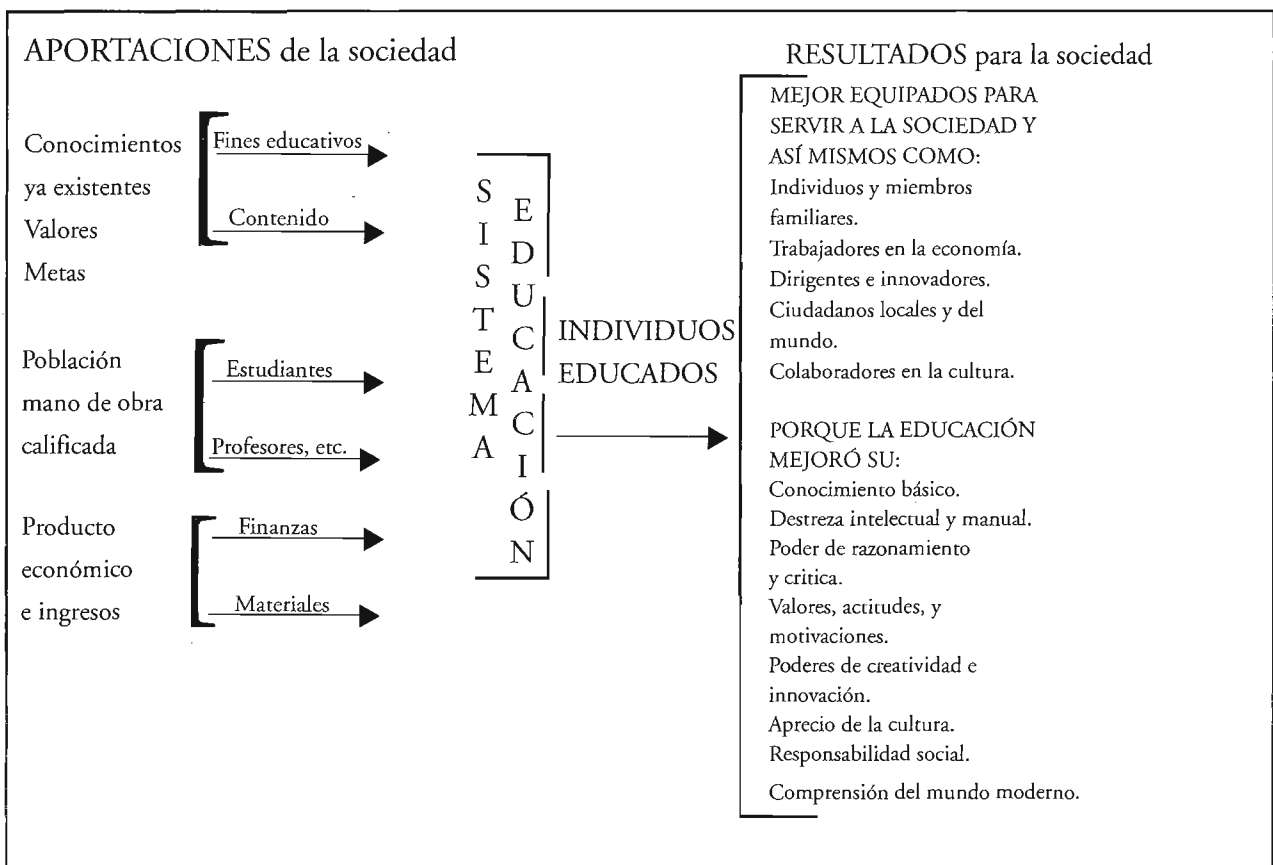 APORTACIONES de la sociedad
Conocimientos
ya existentes
Valores
Metas
Fines educativos
Contenido
Población
mano de obra
calificada
Estudiantes
Profesores, etc.
Producto
económico
e ingresos
Finanzas
Materiales
SISTEMA
EDUCACIÓN
INDIVIDUOS
EDUCADOS
RESULTADOS para la sociedad
MEJOR EQUIPADOS PARA
SERVIR A LA SOCIEDAD Y
ASÍ MISMOS COMO:
Individuos y miembros
familiares.
Trabajadores en la economía.
Dirigentes e innovadores.
Ciudadanos locales y del
mundo.
Colaboradores en la cultura.
PORQUE LA EDUCACIÓN
MEJORÓ SU:
Conocimiento básico.
Destreza intelectual y manual.
Poder de razonamiento
y critica.
Valores, actitudes, y
motivaciones.
Poderes de creatividad e
innovación.
Aprecio de la cultura.
Responsabilidad social.
Comprensión del mundo moderno.